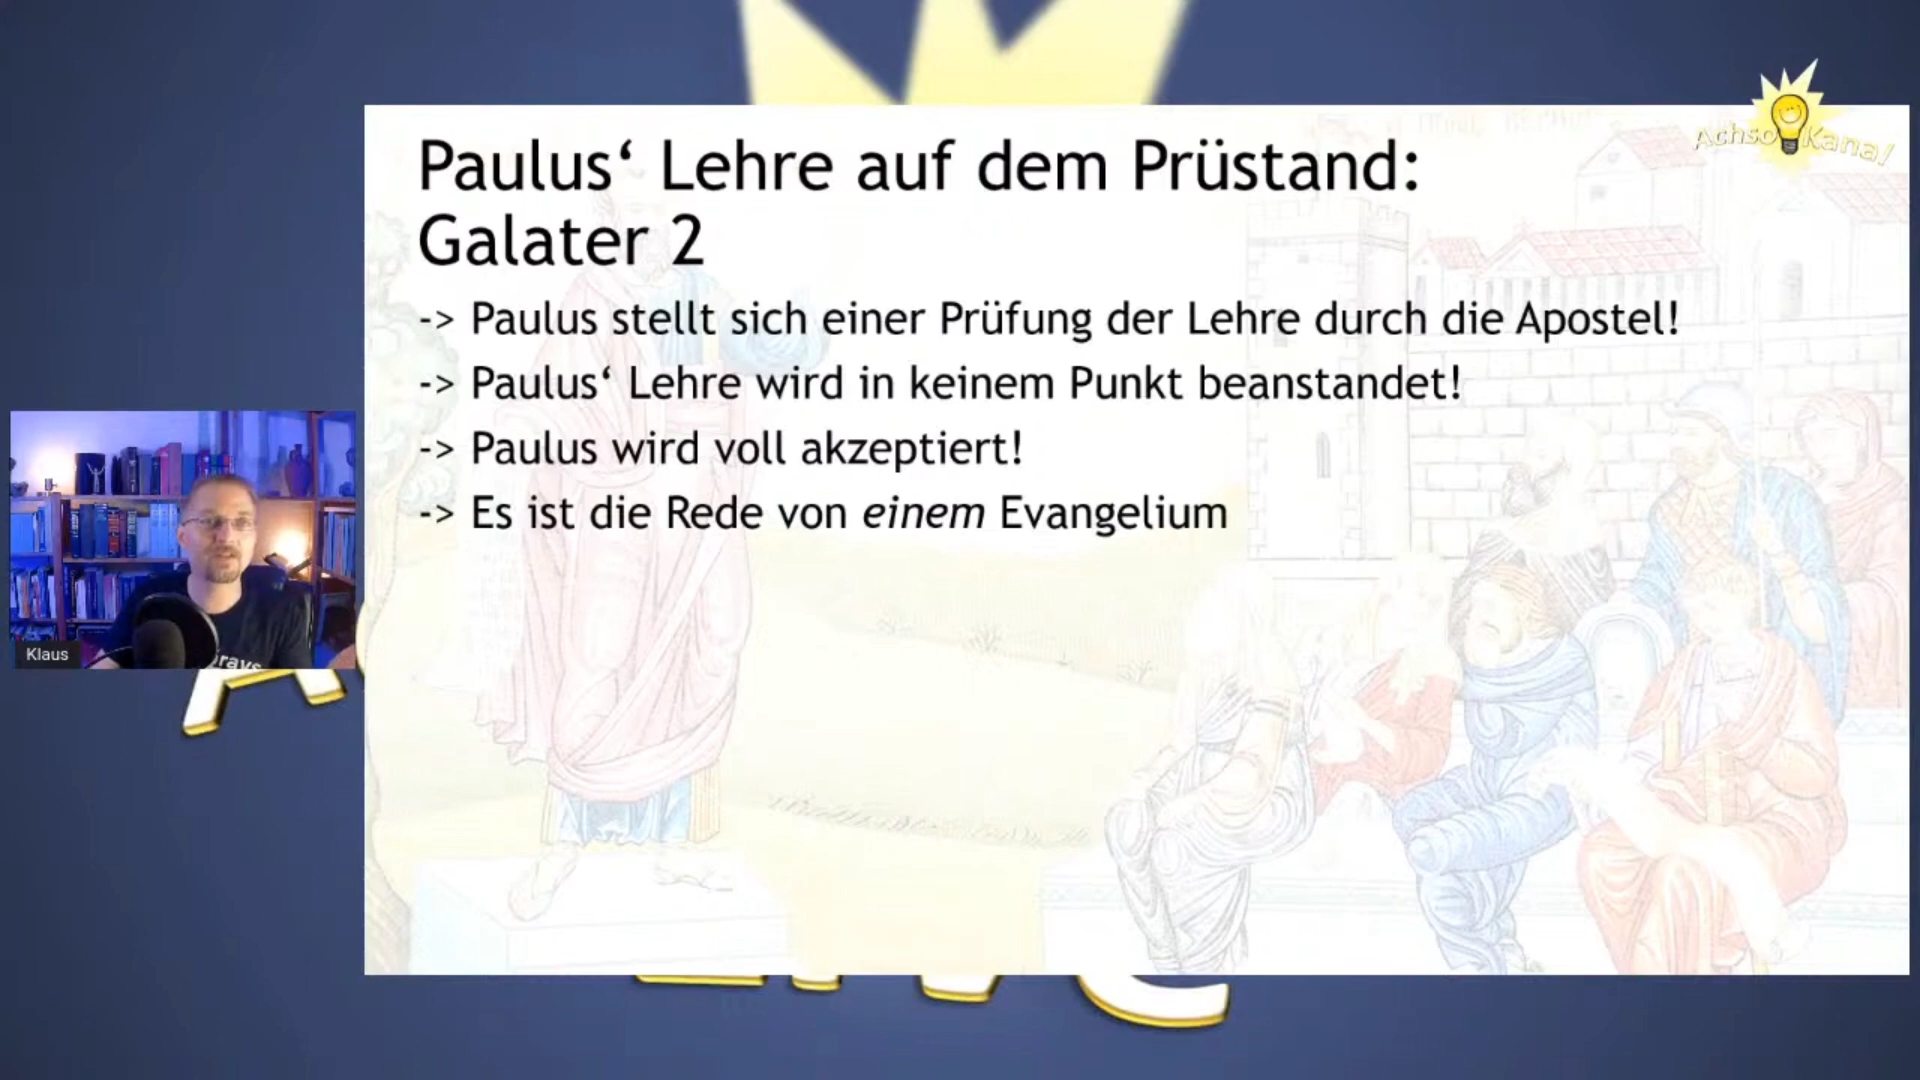 Achso Kanal
Paulus‘ Lehre auf dem Prüstand:
Galater 2
-> Paulus stellt sich einer Prüfung der Lehre durch die Apostel!
-> Paulus‘ Lehre wird in keinem Punkt beanstandet!
-> Paulus wird voll akzeptiert!
-> Es ist die Rede von einem Evangelium
Klaus